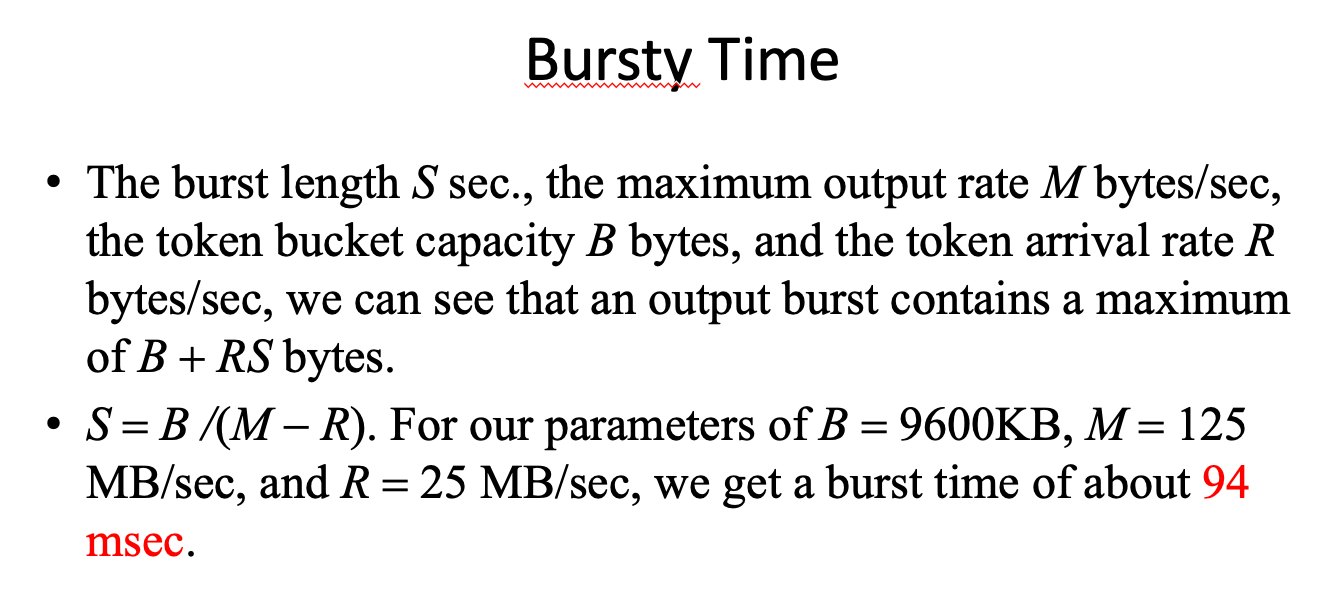 Bursty Time
• The burst length S sec., the maximum output rate M bytes/sec,
the token bucket capacity B bytes, and the token arrival rate R
bytes/sec, we can see that an output burst contains a maximum
of B + RS bytes.
• S = B /(M – R). For our parameters of B = 9600KB, M = 125
MB/sec, and R = 25 MB/sec, we get a burst time of about 94
msec.